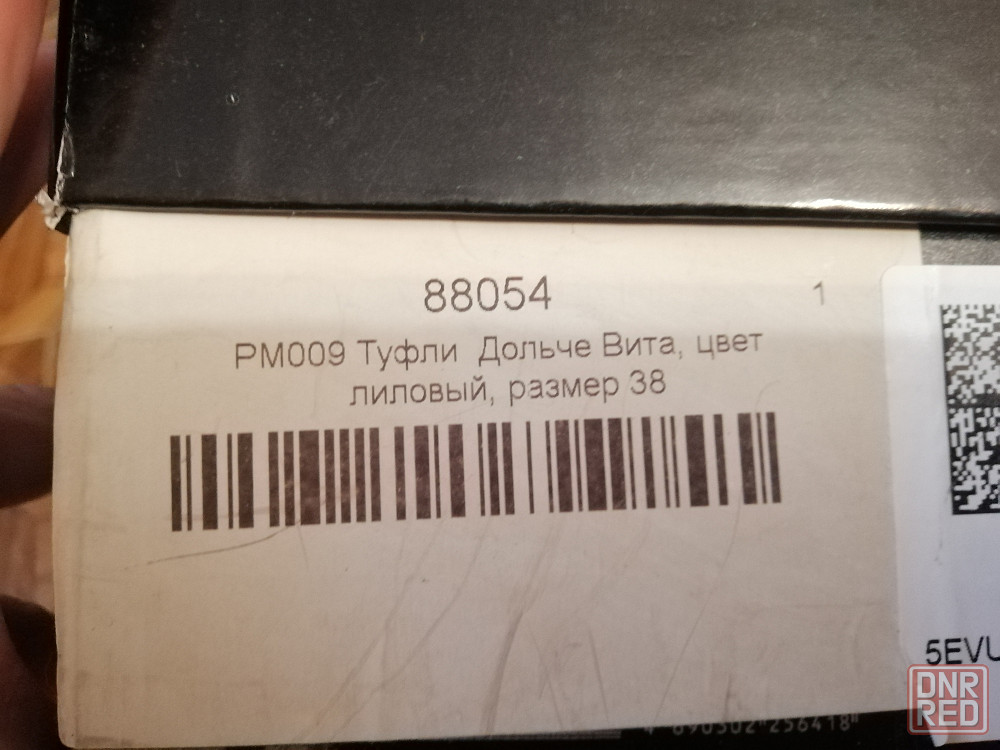 88054
1
РМ009 Туфли Дольче Вита, цвет
лиловый, размер 38
5EVU
DNR
RED